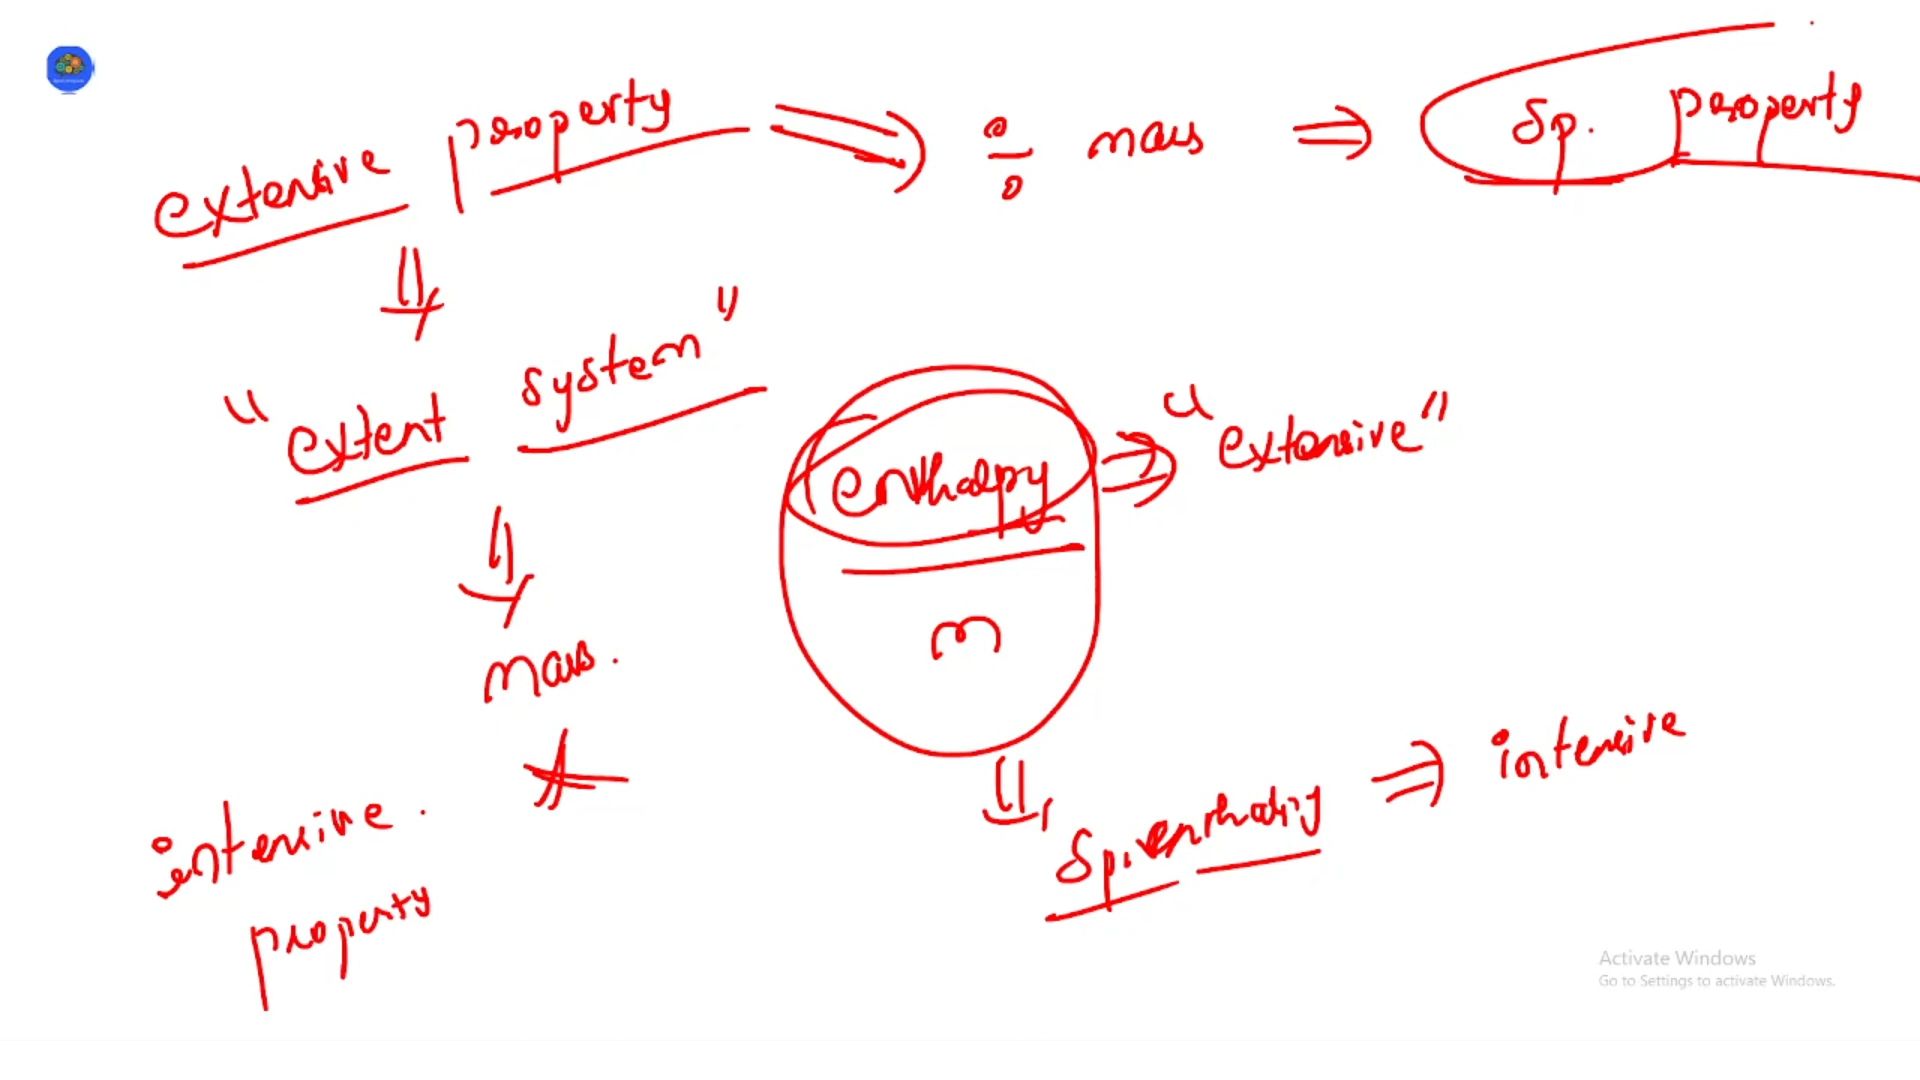 extensive property ⇒ ÷ mass ⇒ Sp. property
"extent system"
mass.
enthalpy ⇒ "extensive"
m
Sp. enthalpy ⇒ intensive
intensive.
property
Activate Windows
Go to Settings to activate Windows.